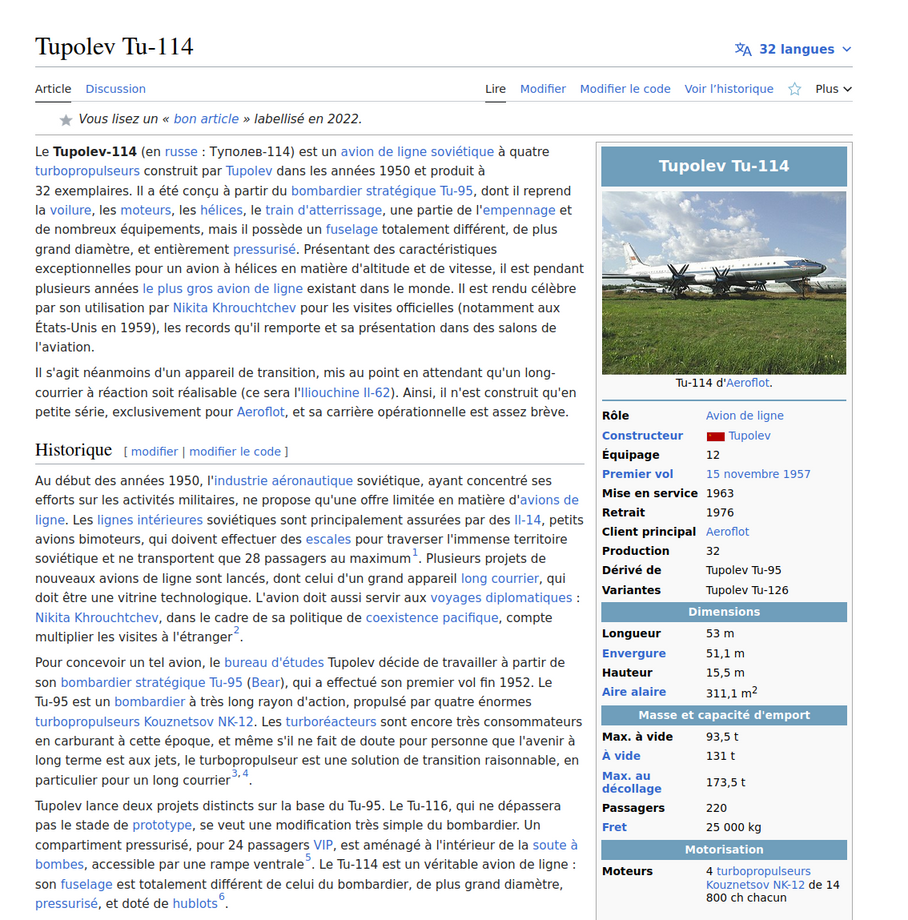 Tupolev Tu-114
32 langues
Article Discussion
Lire Modifier Modifier le code Voir l’historique Plus
Vous lisez un « bon article » labellisé en 2022.
Le Tupolev-114 (en russe : Туполев-114) est un avion de ligne soviétique à quatre
turbopropulseurs construit par Tupolev dans les années 1950 et produit à
32 exemplaires. Il a été conçu à partir du bombardier stratégique Tu-95, dont il reprend
la voilure, les moteurs, les hélices, le train d'atterrissage, une partie de l'empennage et
de nombreux équipements, mais il possède un fuselage totalement différent, de plus
grand diamètre, et entièrement pressurisé. Présentant des caractéristiques
exceptionnelles pour un avion à hélices en matière d'altitude et de vitesse, il est pendant
plusieurs années le plus gros avion de ligne existant dans le monde. Il est rendu célèbre
par son utilisation par Nikita Khrouchtchev pour les visites officielles (notamment aux
États-Unis en 1959), les records qu'il remporte et sa présentation dans des salons de
l'aviation.
Il s'agit néanmoins d'un appareil de transition, mis au point en attendant qu'un long-
courrier à réaction soit réalisable (ce sera l'Iliouchine Il-62). Ainsi, il n'est construit qu'en
petite série, exclusivement pour Aeroflot, et sa carrière opérationnelle est assez brève.
Historique [ modifier | modifier le code ]
Au début des années 1950, l'industrie aéronautique soviétique, ayant concentré ses
efforts sur les activités militaires, ne propose qu'une offre limitée en matière d'avions de
ligne. Les lignes intérieures soviétiques sont principalement assurées par des Il-14, petits
avions bimoteurs, qui doivent effectuer des escales pour traverser l'immense territoire
soviétique et ne transportent que 28 passagers au maximum1. Plusieurs projets de
nouveaux avions de ligne sont lancés, dont celui d'un grand appareil long courrier, qui
doit être une vitrine technologique. L'avion doit aussi servir aux voyages diplomatiques :
Nikita Khrouchtchev, dans le cadre de sa politique de coexistence pacifique, compte
multiplier les visites à l'étranger2.
Pour concevoir un tel avion, le bureau d'études Tupolev décide de travailler à partir de
son bombardier stratégique Tu-95 (Bear), qui a effectué son premier vol fin 1952. Le
Tu-95 est un bombardier à très long rayon d'action, propulsé par quatre énormes
turbopropulseurs Kouznetsov NK-12. Les turboréacteurs sont encore très consommateurs
en carburant à cette époque, et même s'il ne fait de doute pour personne que l'avenir à
long terme est aux jets, le turbopropulseur est une solution de transition raisonnable, en
particulier pour un long courrier3,4.
Tupolev lance deux projets distincts sur la base du Tu-95. Le Tu-116, qui ne dépassera
pas le stade de prototype, se veut une modification très simple du bombardier. Un
compartiment pressurisé, pour 24 passagers VIP, est aménagé à l'intérieur de la soute à
bombes, accessible par une rampe ventrale5. Le Tu-114 est un véritable avion de ligne :
son fuselage est totalement différent de celui du bombardier, de plus grand diamètre,
pressurisé, et doté de hublots6.
Tupolev Tu-114
Tu-114 d'Aeroflot.
Rôle Avion de ligne
Constructeur Tupolev
Équipage 12
Premier vol 15 novembre 1957
Mise en service 1963
Retrait 1976
Client principal Aeroflot
Production 32
Dérivé de Tupolev Tu-95
Variantes Tupolev Tu-126
Dimensions
Longueur 53 m
Envergure 51,1 m
Hauteur 15,5 m
Aire alaire 311,1 m2
Masse et capacité d'emport
Max. à vide 93,5 t
À vide 131 t
Max. au
décollage 173,5 t
Passagers 220
Fret 25 000 kg
Motorisation
Moteurs 4 turbopropulseurs
Kouznetsov NK-12 de 14
800 ch chacun